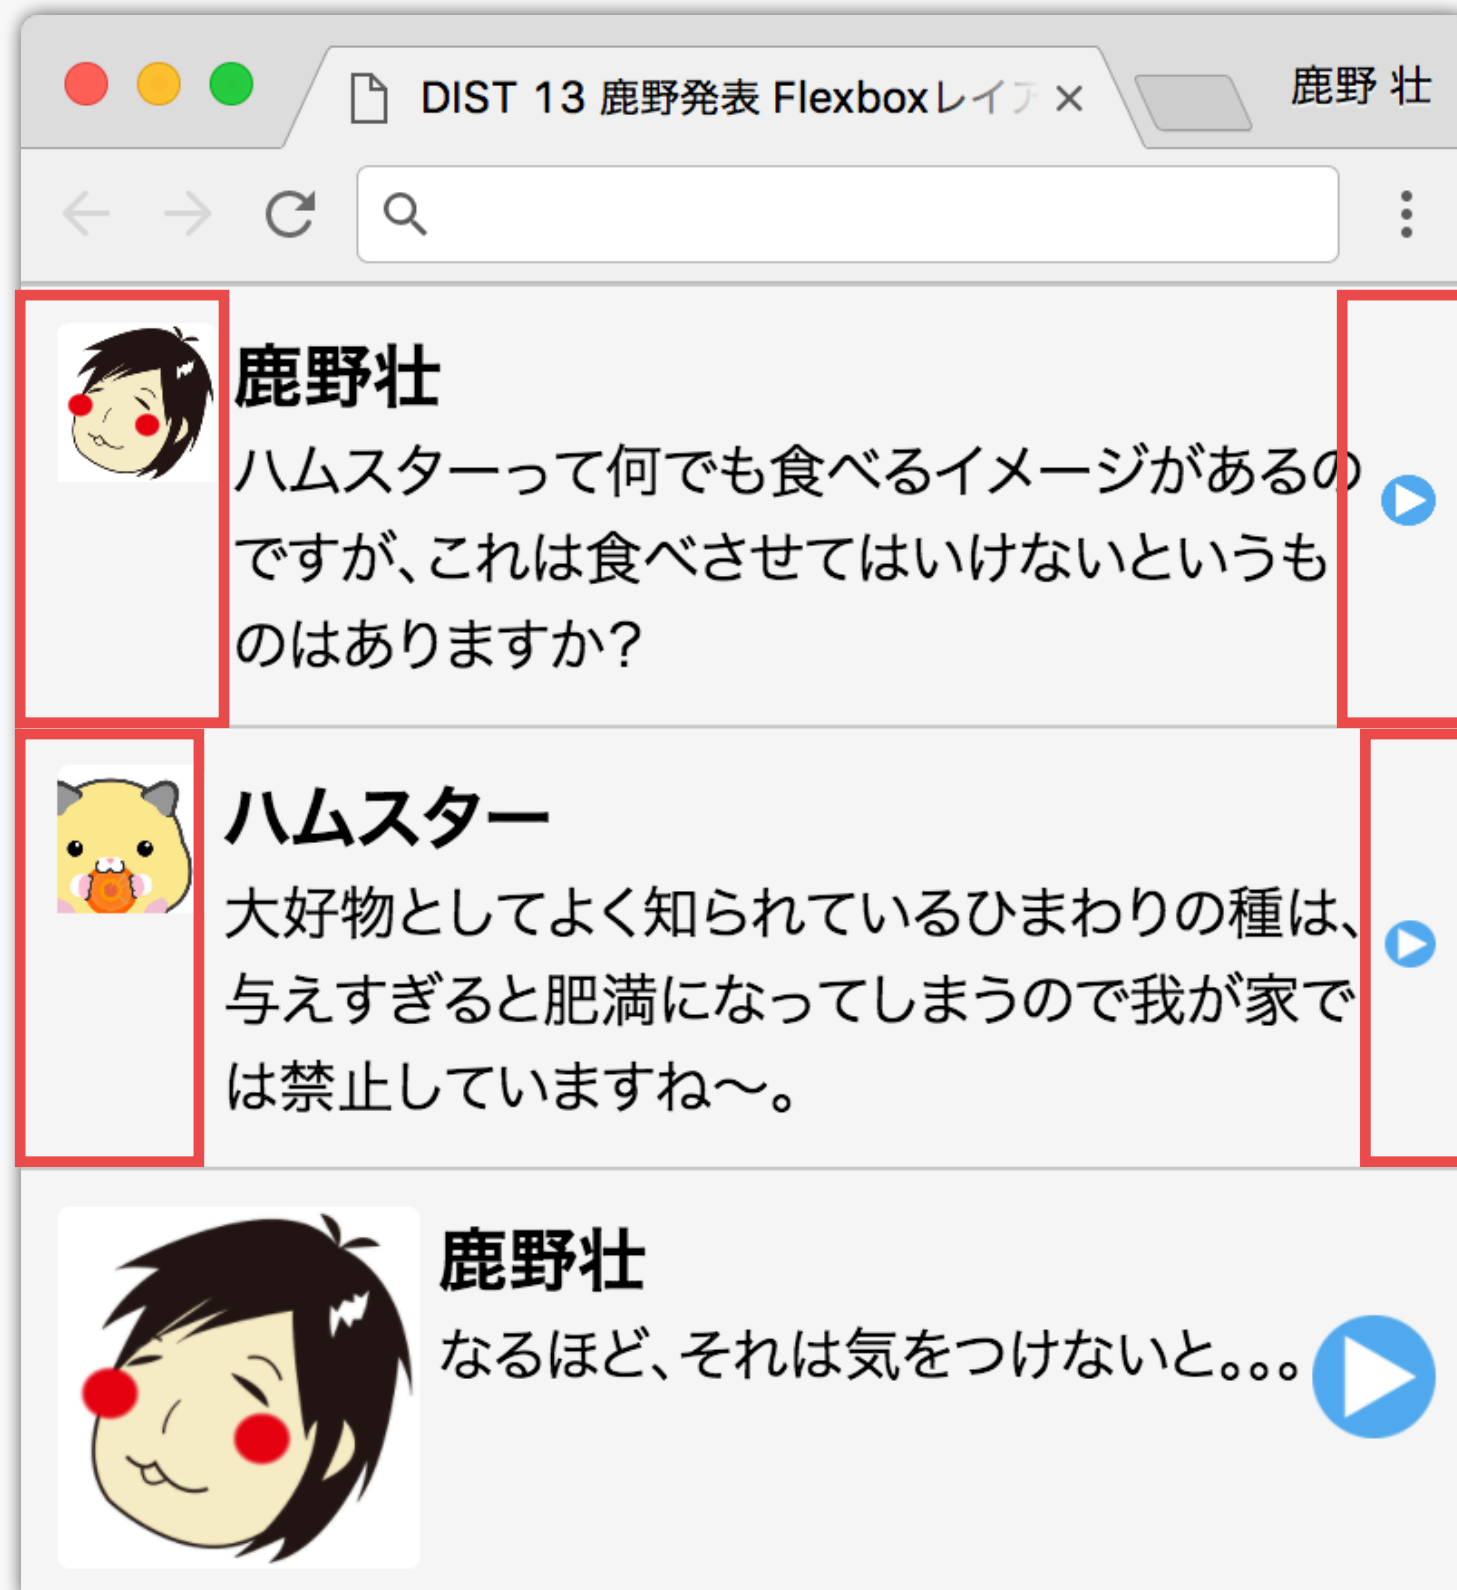 DIST 13 鹿野発表 Flexboxレイア
鹿野 壮
鹿野壮
ハムスターって何でも食べるイメージがあるの
ですが、これは食べさせてはいけないというも
のはありますか？
ハムスター
大好物としてよく知られているひまわりの種は、
与えすぎると肥満になってしまうので我が家で
は禁止していますね〜。
鹿野壮
なるほど、それは気をつけないと。。。